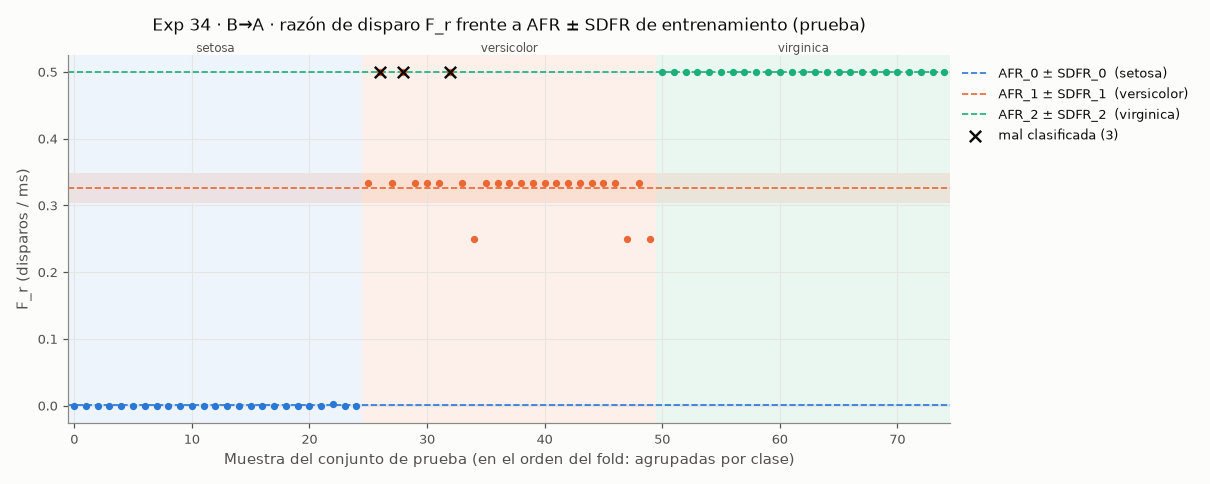 Exp 34 · B→A · razón de disparo F_r frente a AFR ± SDFR de entrenamiento (prueba)
setosa versicolor virginica
0.5
0.4
0.3
0.2
0.1
0.0
F_r (disparos / ms)
0 10 20 30 40 50 60 70
Muestra del conjunto de prueba (en el orden del fold: agrupadas por clase)
AFR_0 ± SDFR_0 (setosa)
AFR_1 ± SDFR_1 (versicolor)
AFR_2 ± SDFR_2 (virginica)
mal clasificada (3)